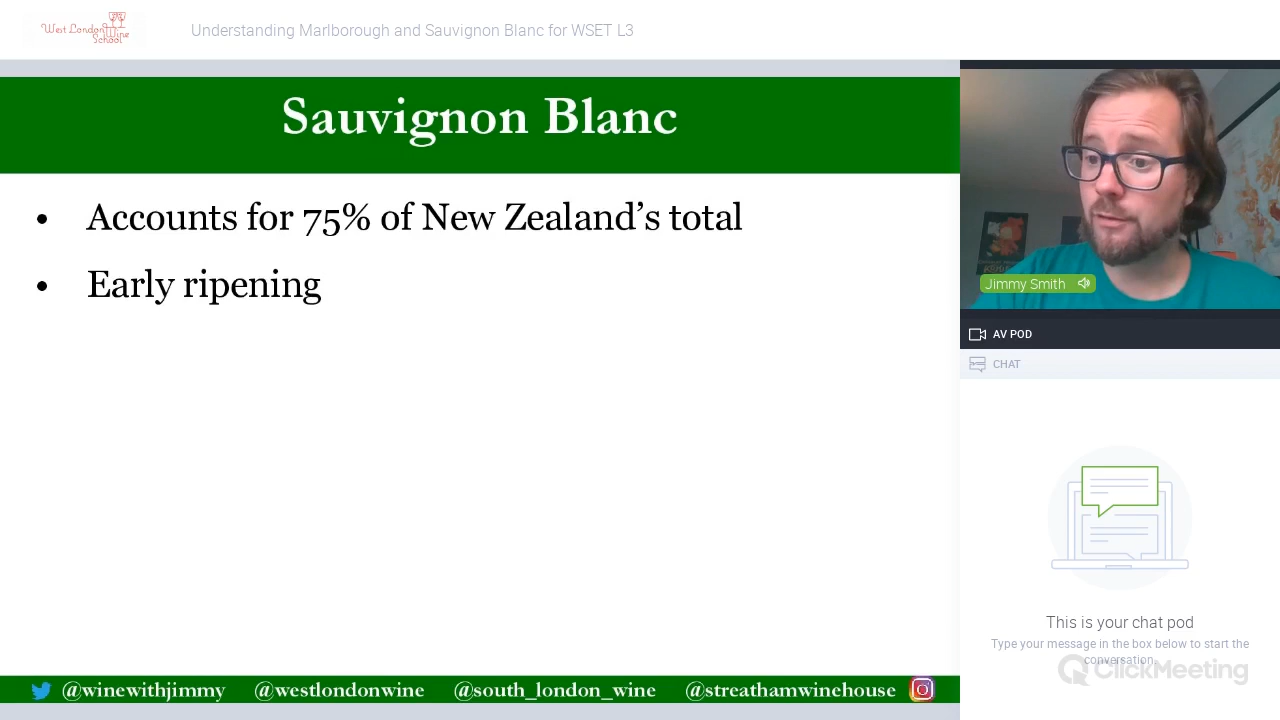 West London Wine School
Understanding Marlborough and Sauvignon Blanc for WSET L3
Sauvignon Blanc
• Accounts for 75% of New Zealand’s total
• Early ripening
Jimmy Smith
AV POD
CHAT
This is your chat pod
Type your message in the box below to start the
conversation.
ClickMeeting
@winewithjimmy @westlondonwine @south_london_wine @streathamwinehouse